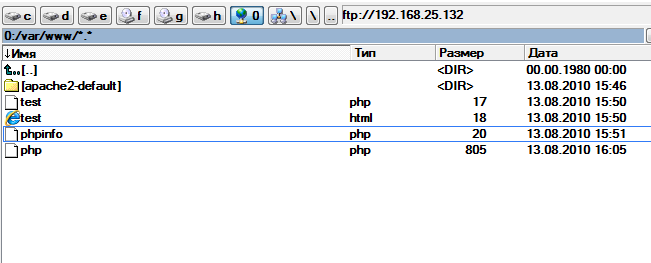 c d e f g h 0 \ \ .. ftp://192.168.25.132
0:/var/www/*.*
↓Имя Тип Размер Дата
[..] <DIR> 00.00.1980 00:00
[apache2-default] <DIR> 13.08.2010 15:46
test php 17 13.08.2010 15:50
test html 18 13.08.2010 15:50
phpinfo php 20 13.08.2010 15:51
php 805 13.08.2010 16:05